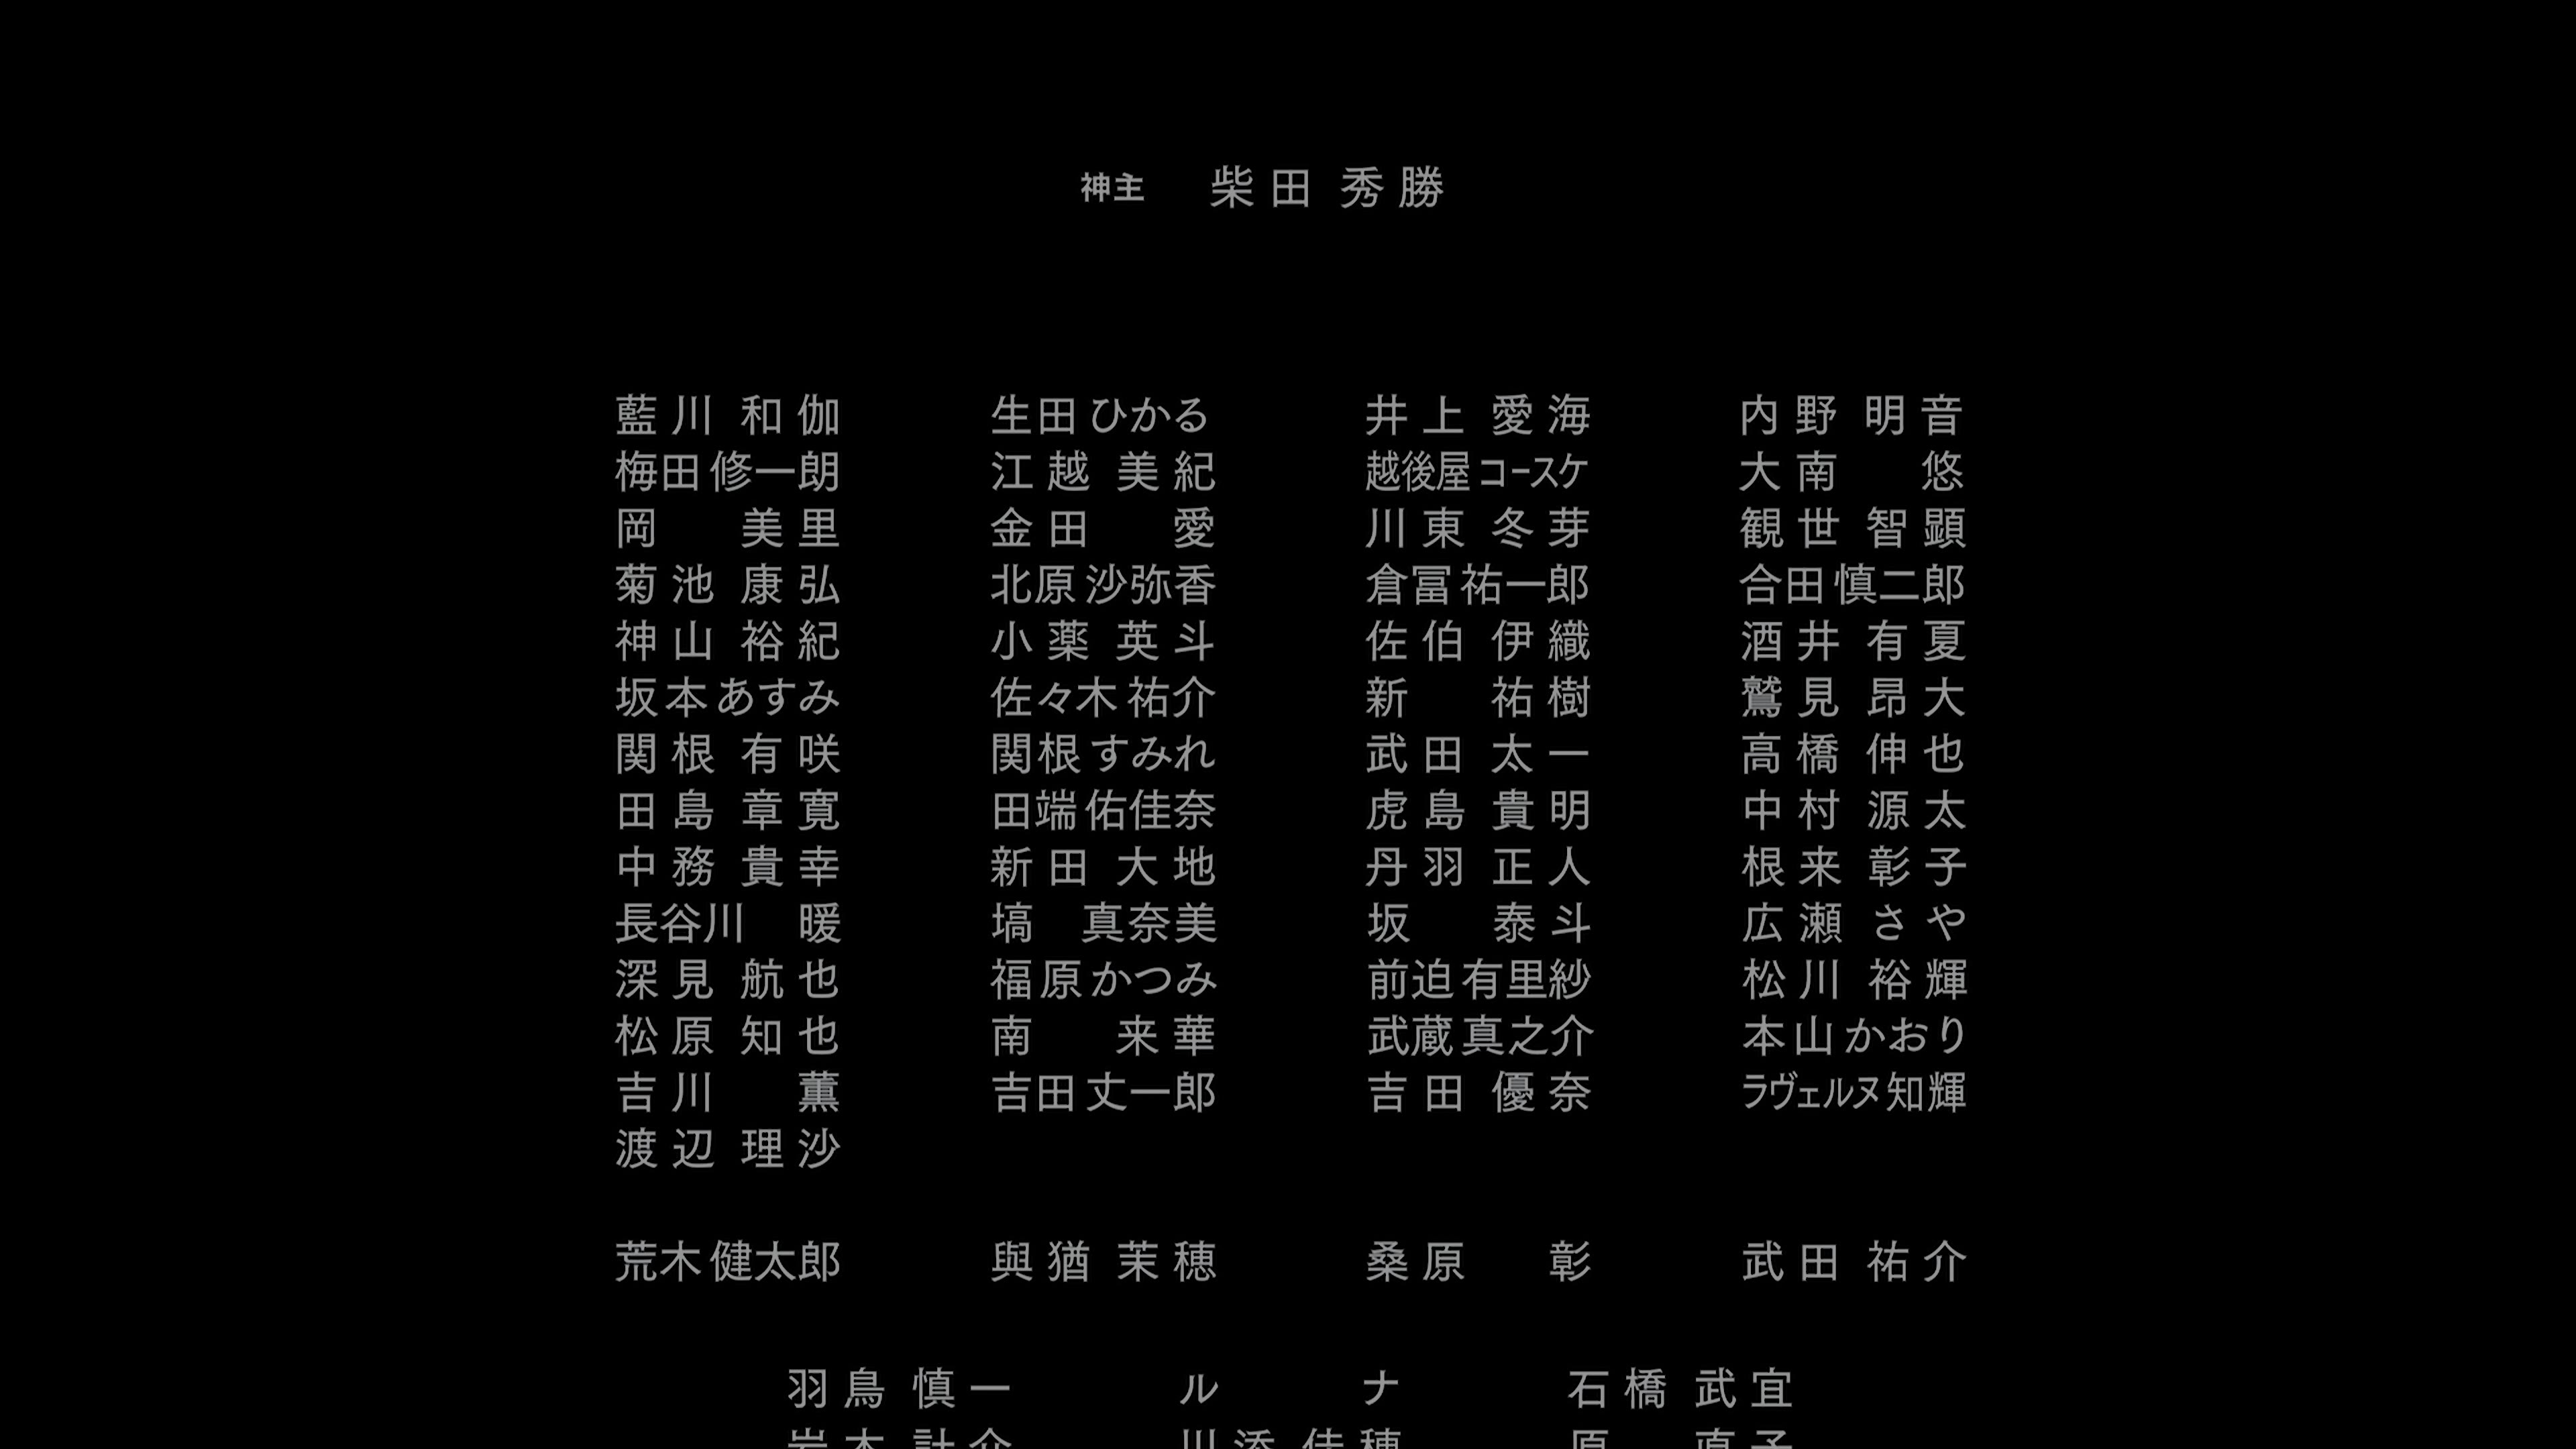 神主 柴田 秀勝
藍川 和伽 生田ひかる 井上 愛海 内野 明音
梅田修一朗 江越 美紀 越後屋コースケ 大南 悠
岡 美里 金田 愛 川東 冬芽 観世 智顕
菊池 康弘 北原沙弥香 倉冨祐一郎 合田慎二郎
神山 裕紀 小薬 英斗 佐伯 伊織 酒井 有夏
坂本あすみ 佐々木祐介 新 祐樹 鷲見 昂大
関根 有咲 関根すみれ 武田 太一 高橋 伸也
田島 章寛 田端佑佳奈 虎島 貴明 中村 源太
中務 貴幸 新田 大地 丹羽 正人 根来 彰子
長谷川 暖 塙 真奈美 坂 泰斗 広瀬 さや
深見 航也 福原かつみ 前迫有里紗 松川 裕輝
松原 知也 南 来華 武蔵真之介 本山かおり
吉川 薫 吉田丈一郎 吉田 優奈 ラヴェルヌ知輝
渡辺 理沙
荒木健太郎 與猶 茉穂 桑原 彰 武田 祐介
羽鳥 慎一 ルナ 石橋 武宜